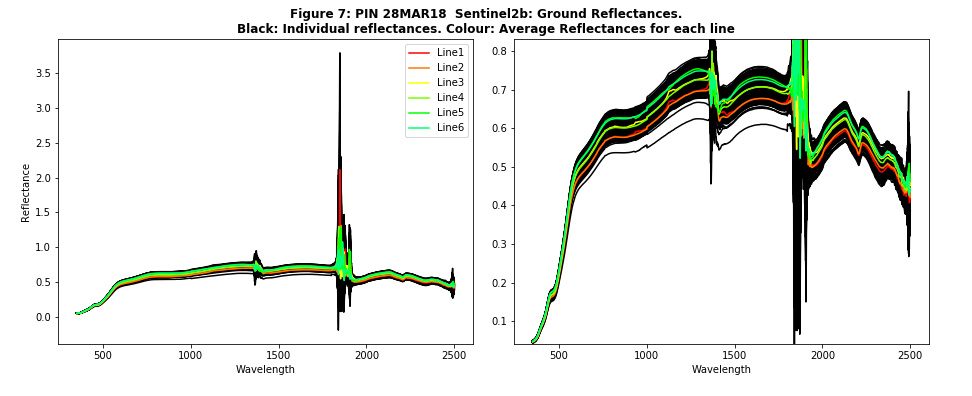 Figure 7: PIN 28MAR18  Sentinel2b: Ground Reflectances.
Black: Individual reflectances. Colour: Average Reflectances for each line
Reflectance
3.5
3.0
2.5
2.0
1.5
1.0
0.5
0.0
Line1
Line2
Line3
Line4
Line5
Line6
500
1000
1500
2000
2500
Wavelength
0.8
0.7
0.6
0.5
0.4
0.3
0.2
0.1
500
1000
1500
2000
2500
Wavelength